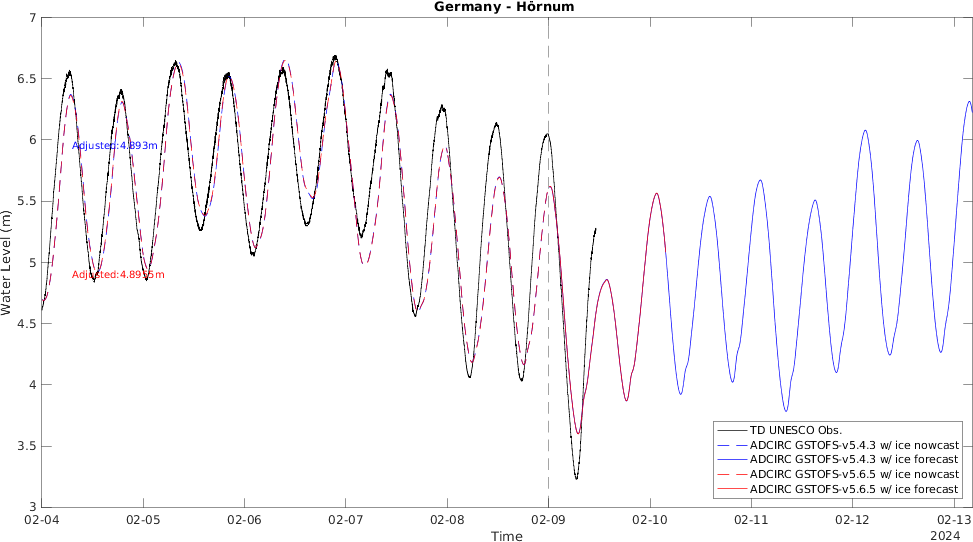 Germany - Hörnum
7
6.5
6
5.5
5
4.5
4
3.5
3
Water Level (m)
Adjusted:4.893m
Adjusted:4.8935m
TD UNESCO Obs.
ADCIRC GSTOFS-v5.4.3 w/ ice nowcast
ADCIRC GSTOFS-v5.4.3 w/ ice forecast
ADCIRC GSTOFS-v5.6.5 w/ ice nowcast
ADCIRC GSTOFS-v5.6.5 w/ ice forecast
02-04 02-05 02-06 02-07 02-08 02-09 02-10 02-11 02-12 02-13
Time
2024